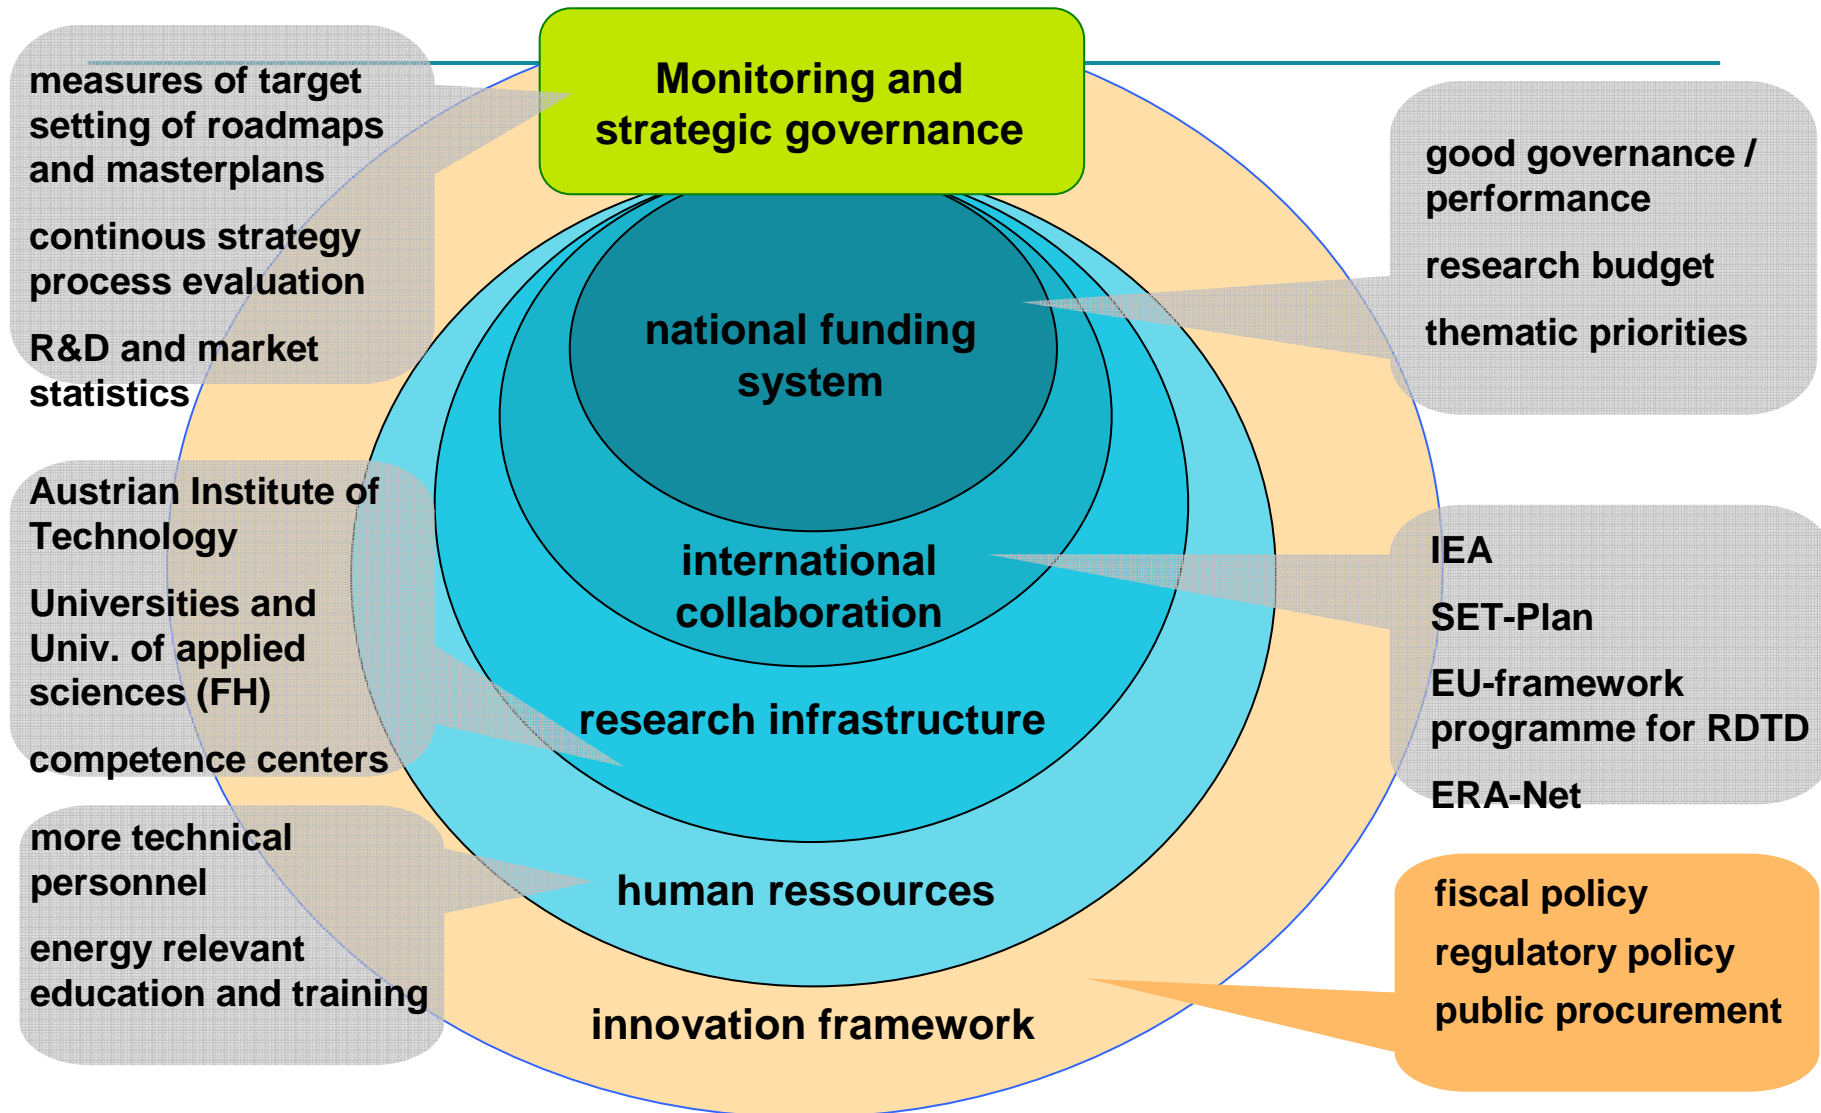 Monitoring and
strategic governance
measures of target
setting of roadmaps
and masterplans
continous strategy
process evaluation
R&D and market
statistics
good governance /
performance
research budget
thematic priorities
national funding
system
Austrian Institute of
Technology
Universities and
Univ. of applied
sciences (FH)
competence centers
international
collaboration
IEA
SET-Plan
EU-framework
programme for RDTD
ERA-Net
research infrastructure
more technical
personnel
energy relevant
education and training
human ressources
fiscal policy
regulatory policy
public procurement
innovation framework